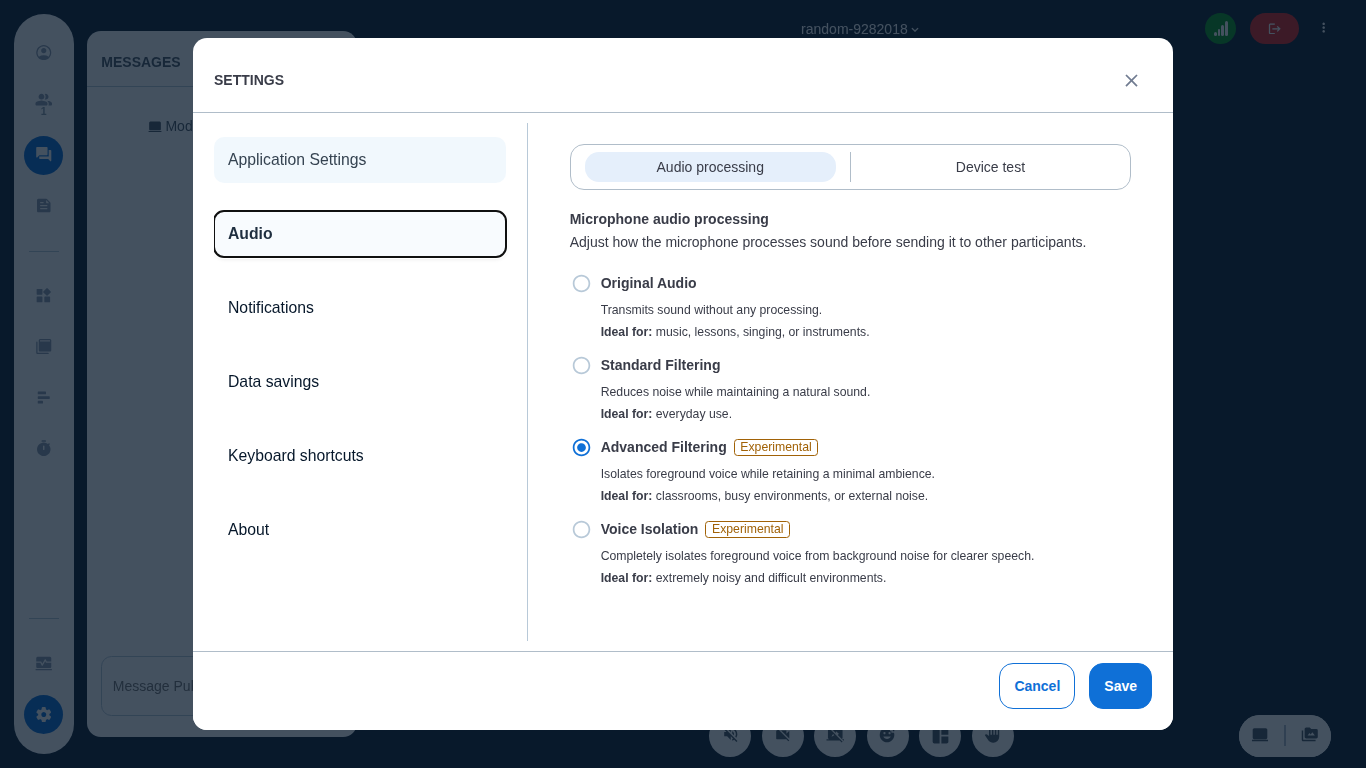 random-9282018
MESSAGES
1
Mod
Message Pul
SETTINGS
Application Settings
Audio
Notifications
Data savings
Keyboard shortcuts
About
Audio processing
Device test
Microphone audio processing
Adjust how the microphone processes sound before sending it to other participants.
Original Audio
Transmits sound without any processing.
Ideal for: music, lessons, singing, or instruments.
Standard Filtering
Reduces noise while maintaining a natural sound.
Ideal for: everyday use.
Advanced Filtering Experimental
Isolates foreground voice while retaining a minimal ambience.
Ideal for: classrooms, busy environments, or external noise.
Voice Isolation Experimental
Completely isolates foreground voice from background noise for clearer speech.
Ideal for: extremely noisy and difficult environments.
Cancel
Save